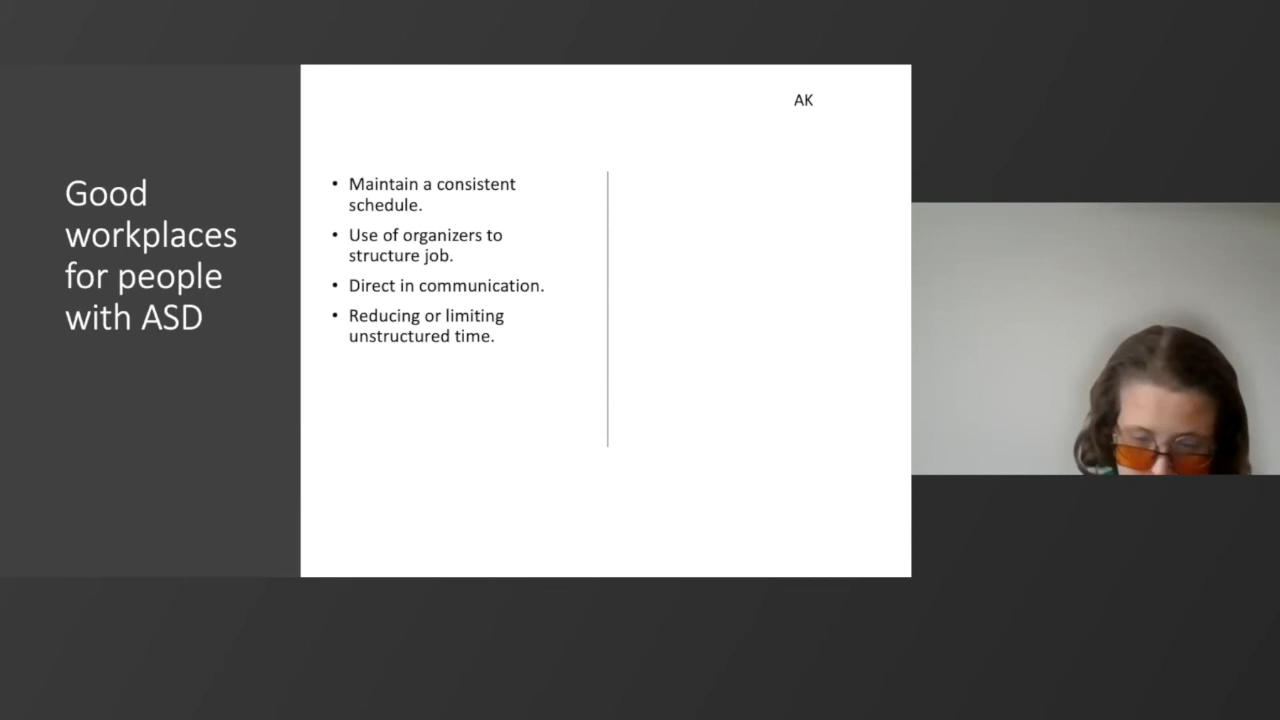 Good
workplaces
for people
with ASD
AK
• Maintain a consistent
schedule.
• Use of organizers to
structure job.
• Direct in communication.
• Reducing or limiting
unstructured time.